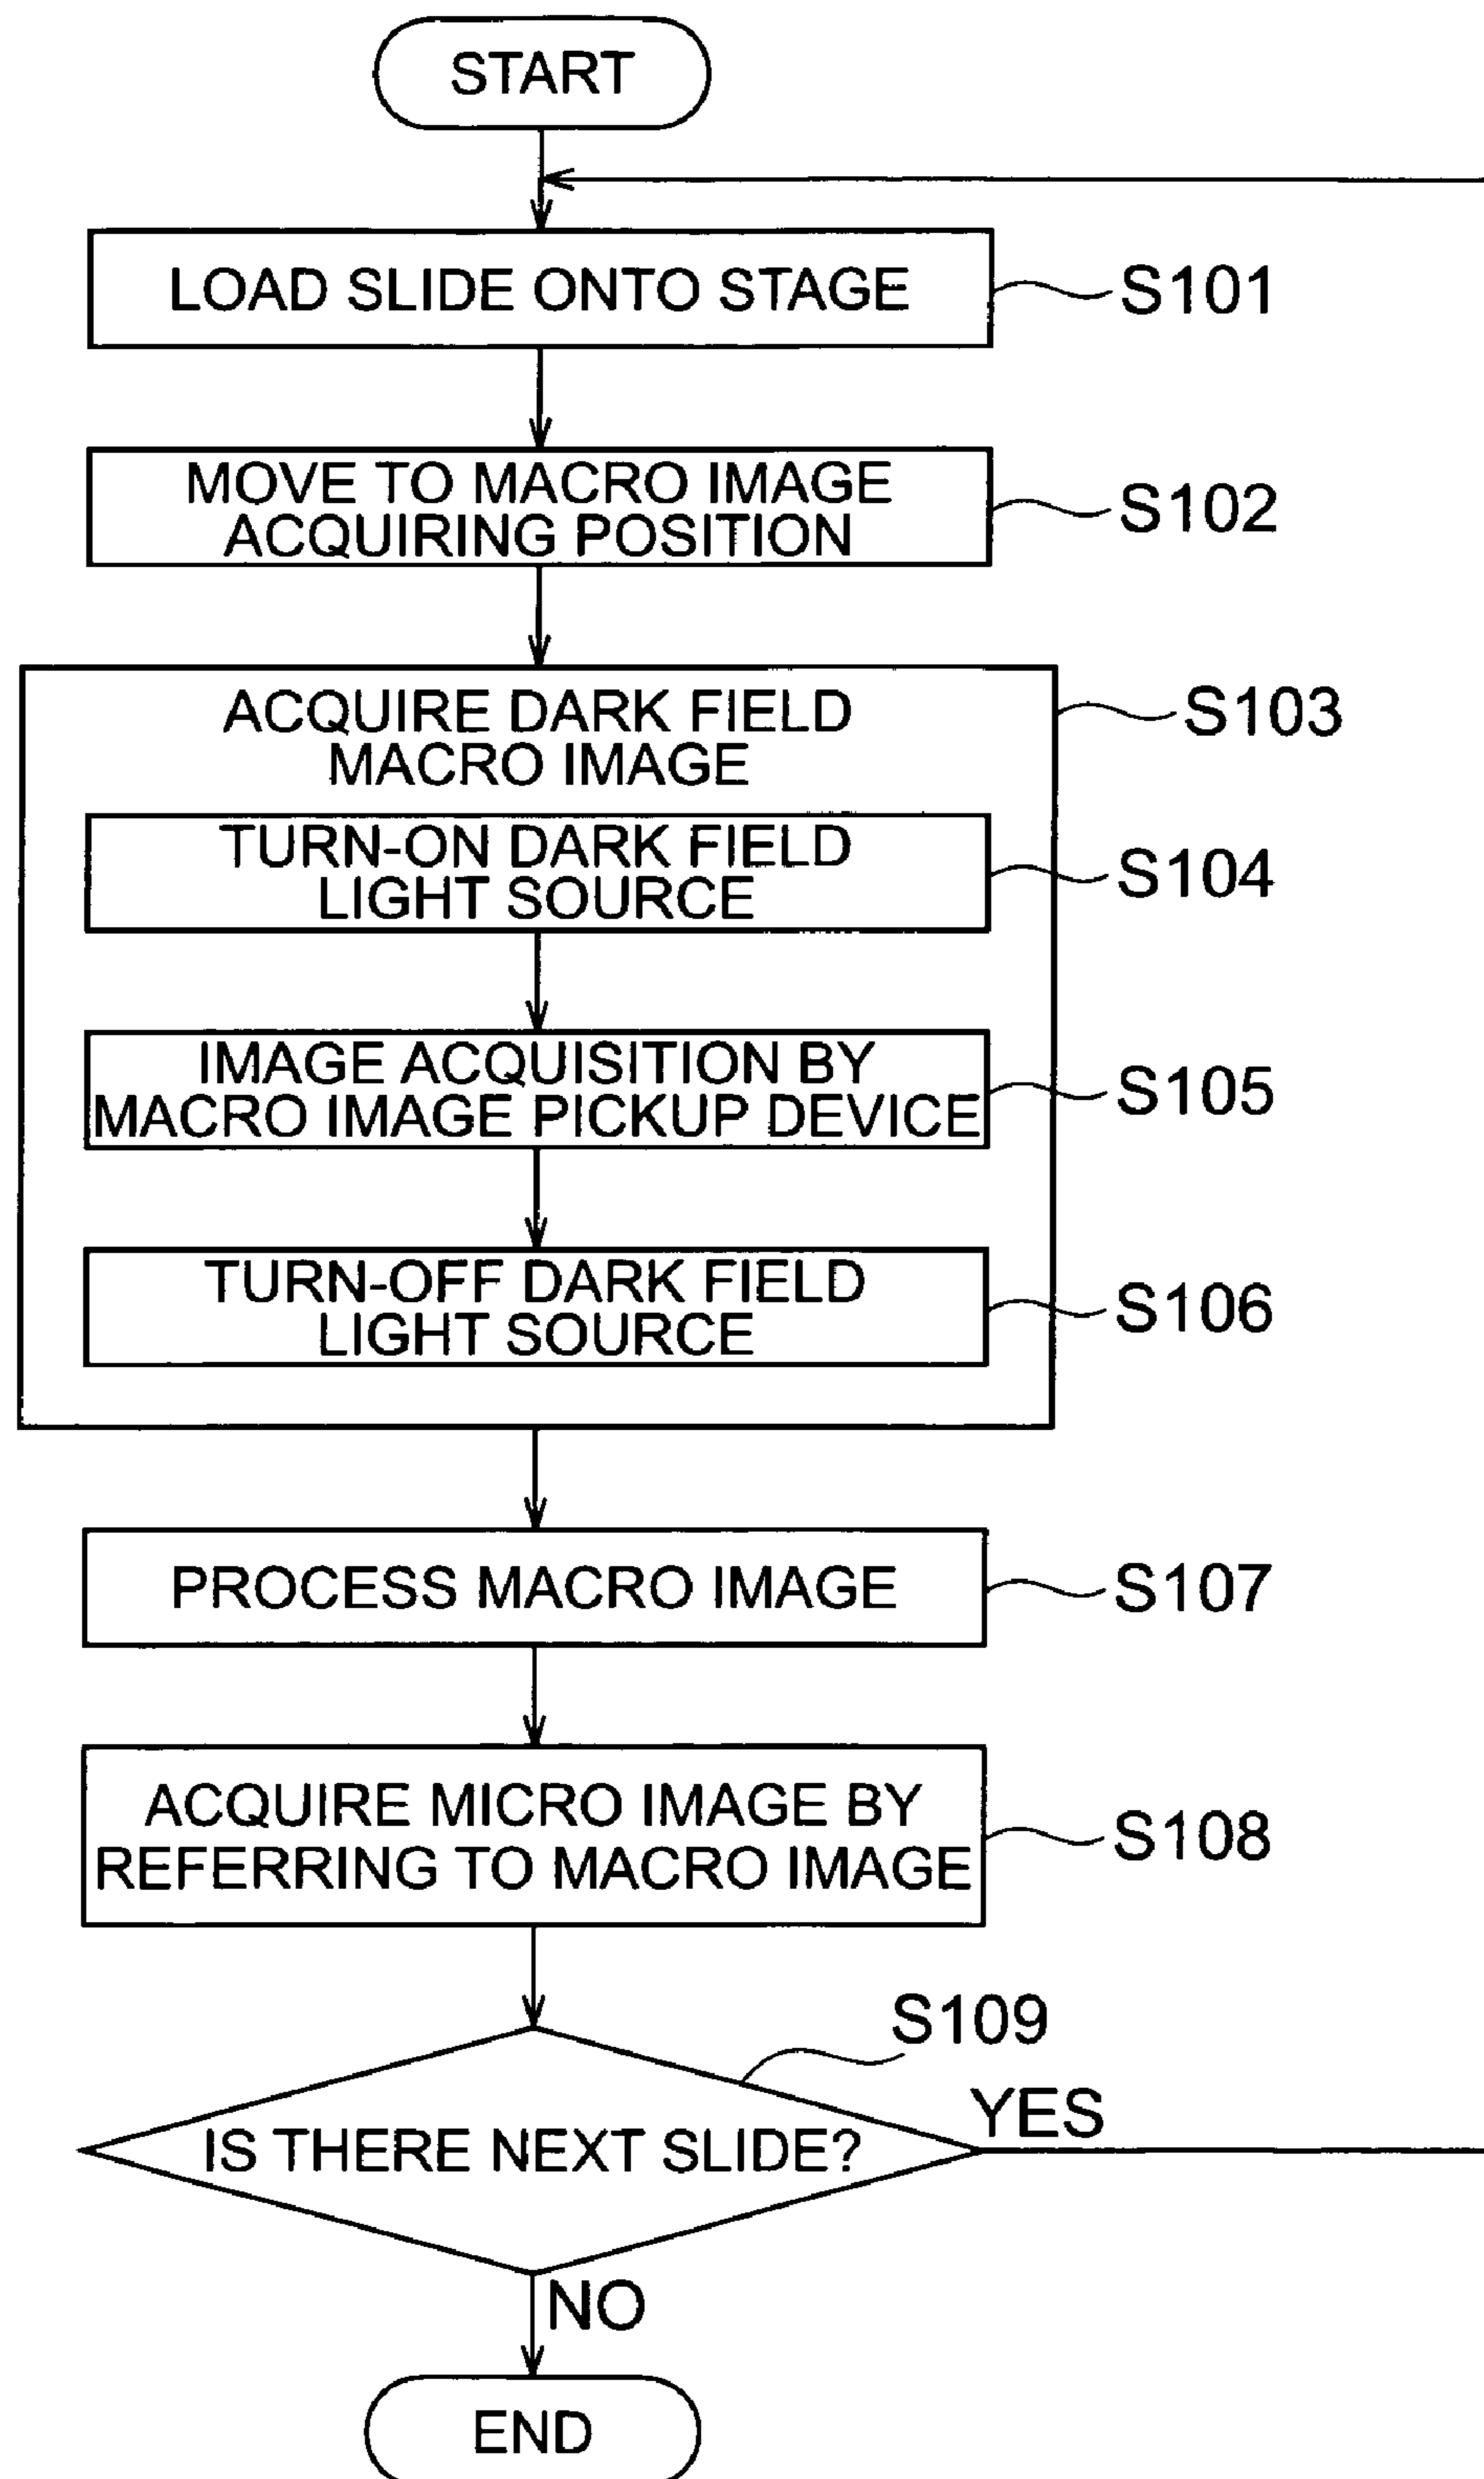 START
LOAD SLIDE ONTO STAGE
S101
MOVE TO MACRO IMAGE
ACQUIRING POSITION
S102
ACQUIRE DARK FIELD
MACRO IMAGE
S103
TURN-ON DARK FIELD
LIGHT SOURCE
S104
IMAGE ACQUISITION BY
MACRO IMAGE PICKUP DEVICE
S105
TURN-OFF DARK FIELD
LIGHT SOURCE
S106
PROCESS MACRO IMAGE
S107
ACQUIRE MICRO IMAGE BY
REFERRING TO MACRO IMAGE
S108
S109
IS THERE NEXT SLIDE?
YES
NO
END